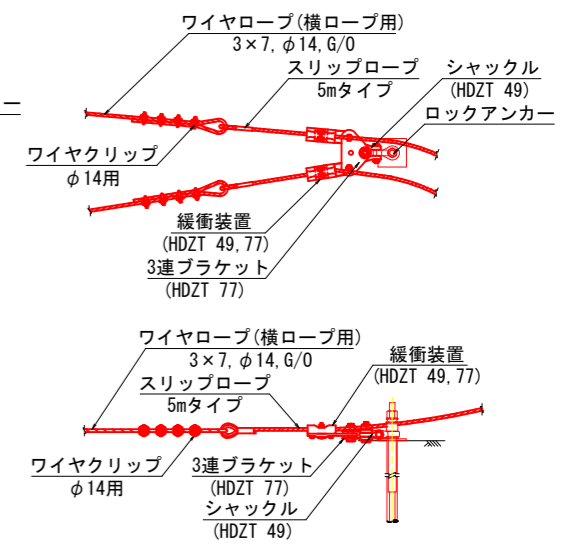 ワイヤロープ(横ロープ用)
3×7, φ14, G/O
スリップロープ
5mタイプ
シャックル
(HDZT 49)
ロックアンカー
ー
ワイヤクリップ
φ14用
緩衝装置
(HDZT 49, 77)
3連ブラケット
(HDZT 77)
ワイヤロープ(横ロープ用)
3×7, φ14, G/O
緩衝装置
(HDZT 49, 77)
スリップロープ
5mタイプ
ワイヤクリップ
φ14用
3連ブラケット
(HDZT 77)
シャックル
(HDZT 49)